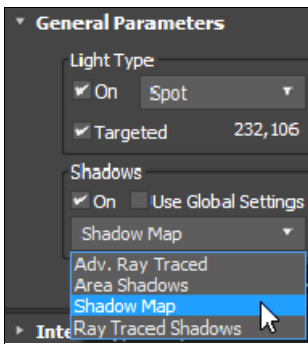 General Parameters
Light Type
On Spot
Targeted 232,106
Shadows
On Use Global Settings
Shadow Map
Adv. Ray Traced
Area Shadows
Shadow Map
Ray Traced Shadows